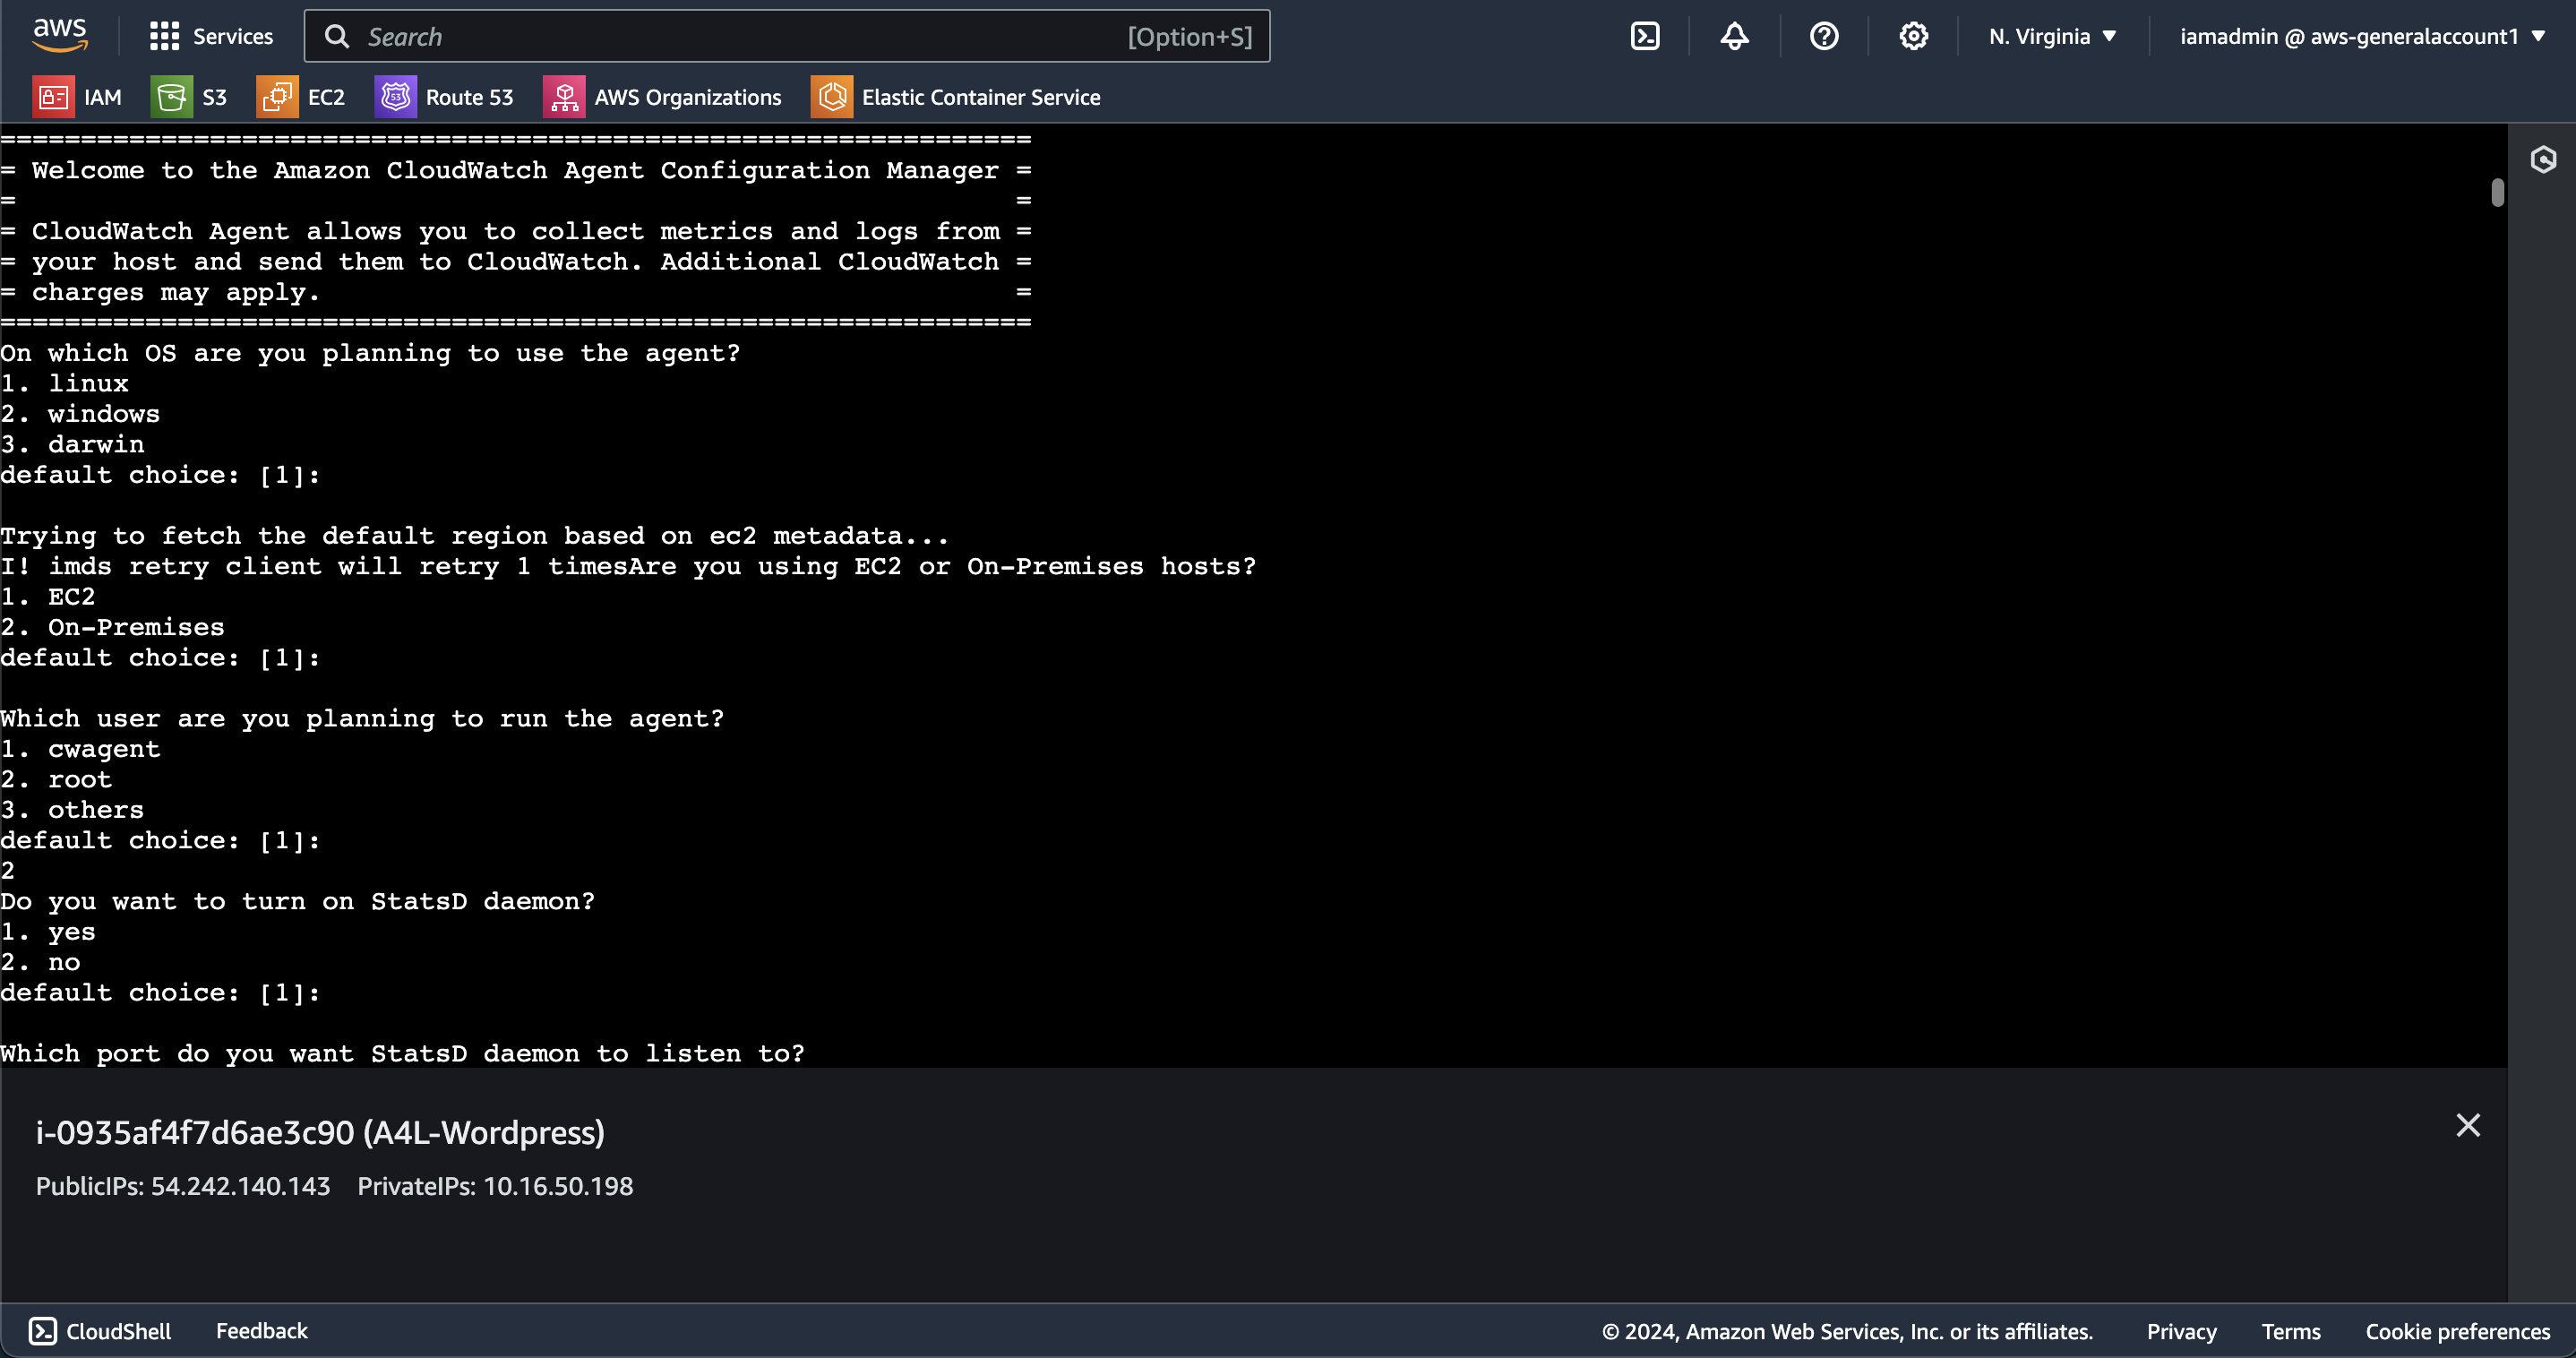 aws
Services
Search
[Option+S]
N. Virginia
iamadmin @ aws-generalaccount1
IAM
S3
EC2
53
Route 53
AWS Organizations
Elastic Container Service
================================================================
= Welcome to the Amazon CloudWatch Agent Configuration Manager =
=                                                              =
= CloudWatch Agent allows you to collect metrics and logs from =
= your host and send them to CloudWatch. Additional CloudWatch =
= charges may apply.                                           =
================================================================
On which OS are you planning to use the agent?
1. linux
2. windows
3. darwin
default choice: [1]:
Trying to fetch the default region based on ec2 metadata...
I! imds retry client will retry 1 timesAre you using EC2 or On-Premises hosts?
1. EC2
2. On-Premises
default choice: [1]:
Which user are you planning to run the agent?
1. cwagent
2. root
3. others
default choice: [1]:
2
Do you want to turn on StatsD daemon?
1. yes
2. no
default choice: [1]:
Which port do you want StatsD daemon to listen to?
i-0935af4f7d6ae3c90 (A4L-Wordpress)
PublicIPs: 54.242.140.143 PrivateIPs: 10.16.50.198
CloudShell
Feedback
© 2024, Amazon Web Services, Inc. or its affiliates.
Privacy
Terms
Cookie preferences